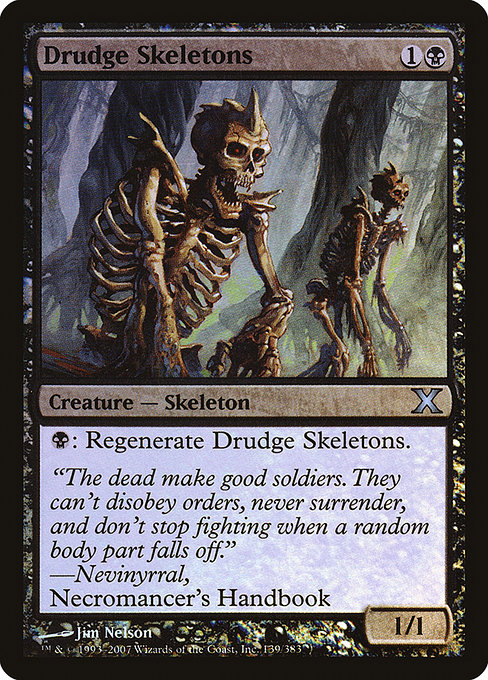 Drudge Skeletons 1
Creature — Skeleton X
: Regenerate Drudge Skeletons.
“The dead make good soldiers. They
can’t disobey orders, never surrender,
and don’t stop fighting when a random
body part falls off.”
—Nevinyrral,
Necromancer’s Handbook
1/1
Jim Nelson
™ & © 1993–2007 Wizards of the Coast, Inc. 139/383